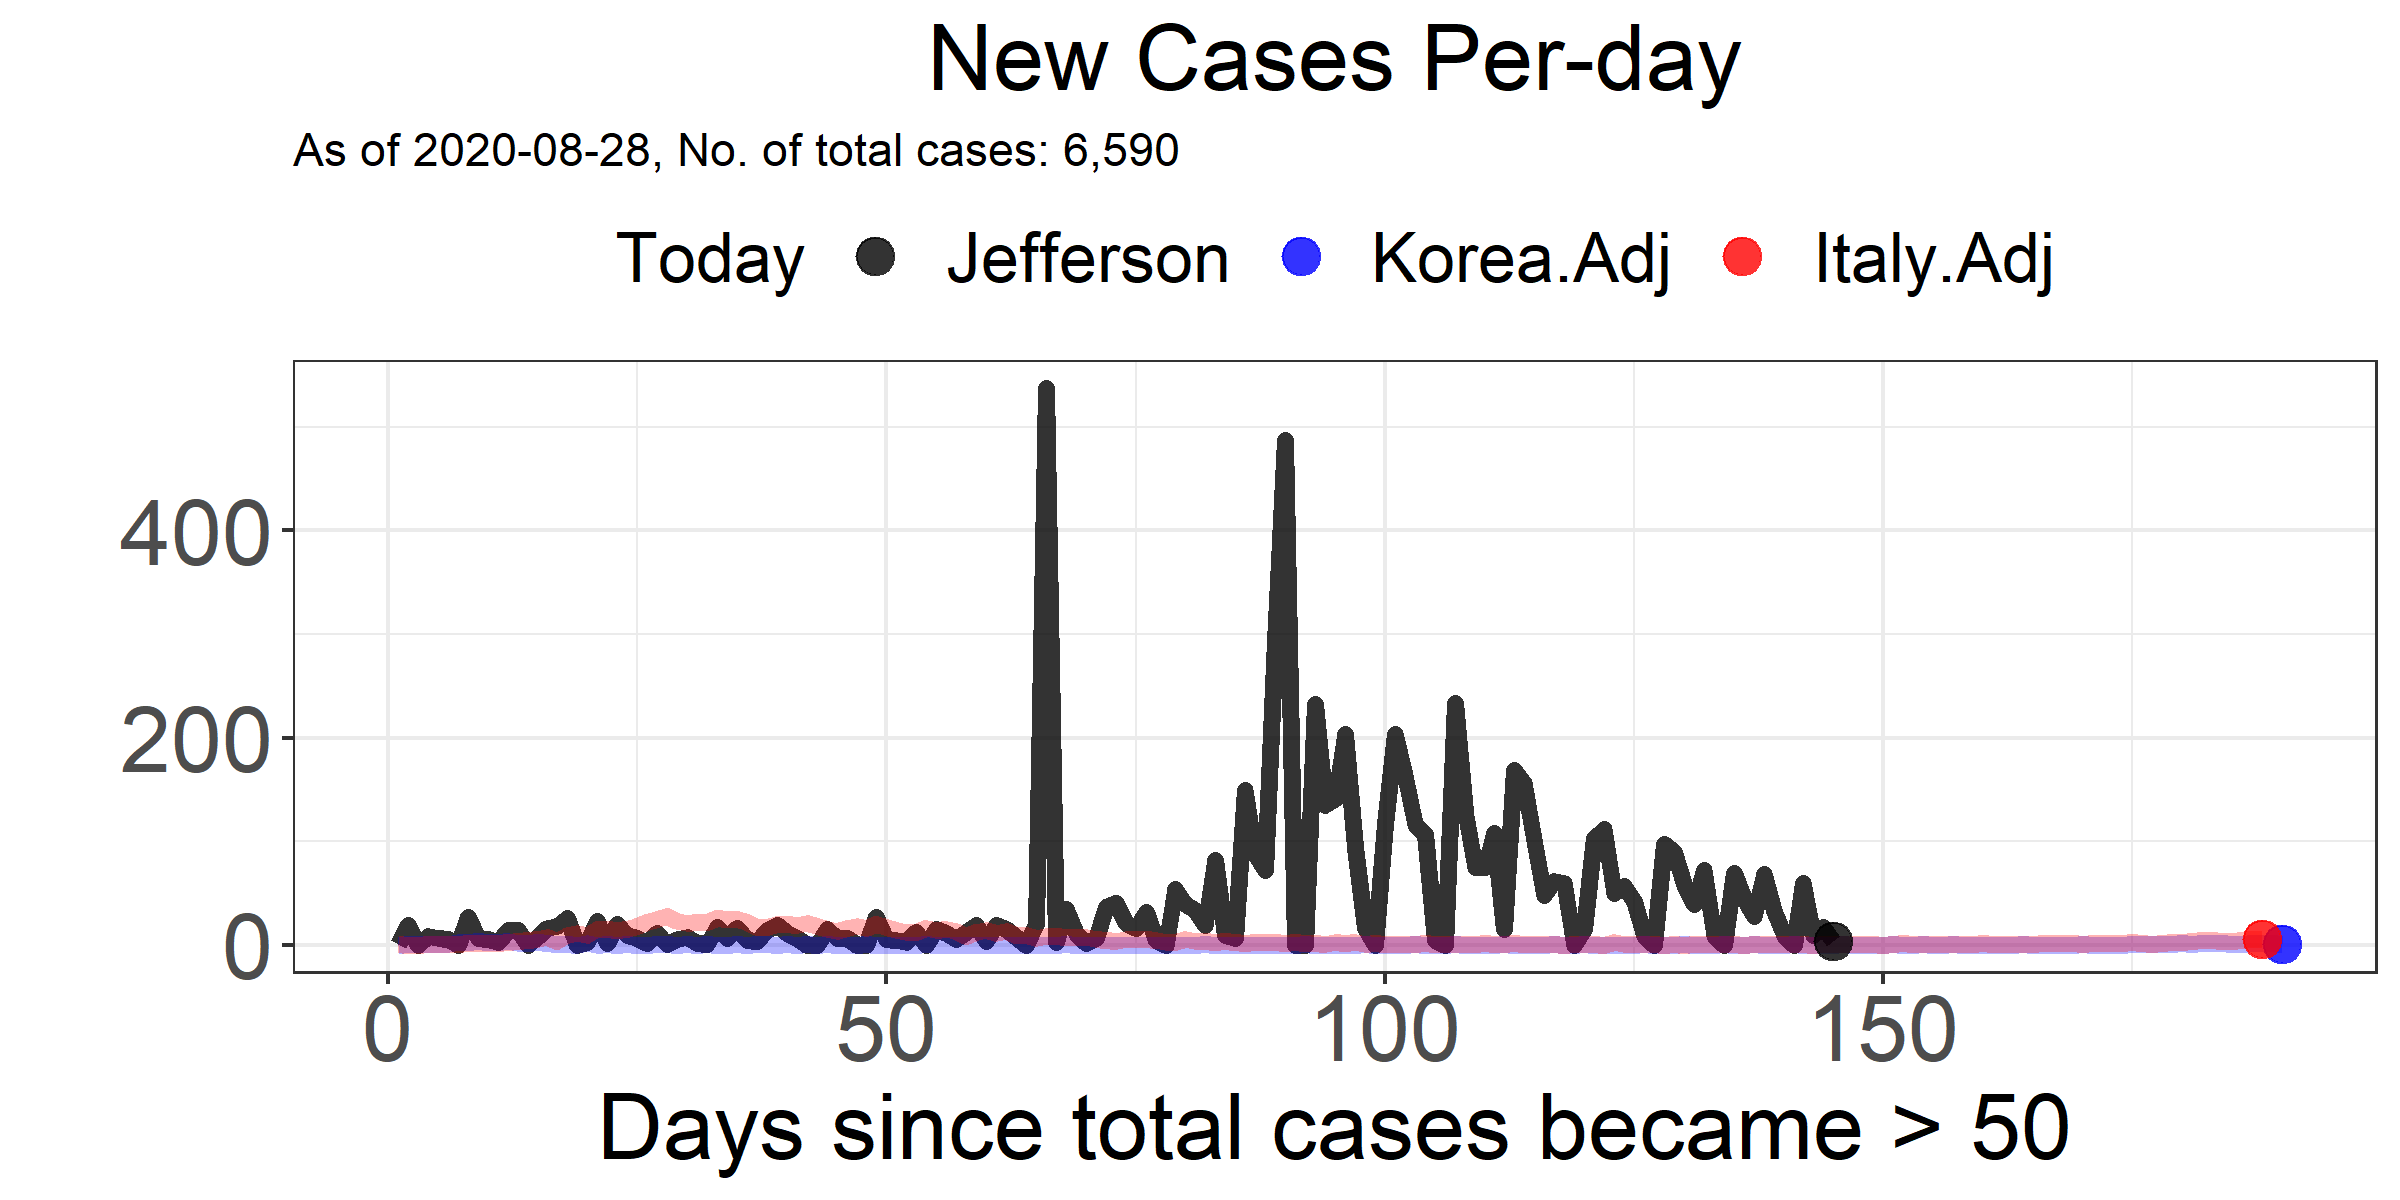 New Cases Per-day
As of 2020-08-28, No. of total cases: 6,590
Today Jefferson Korea.Adj Italy.Adj
400
200
0
0 50 100 150
Days since total cases became > 50